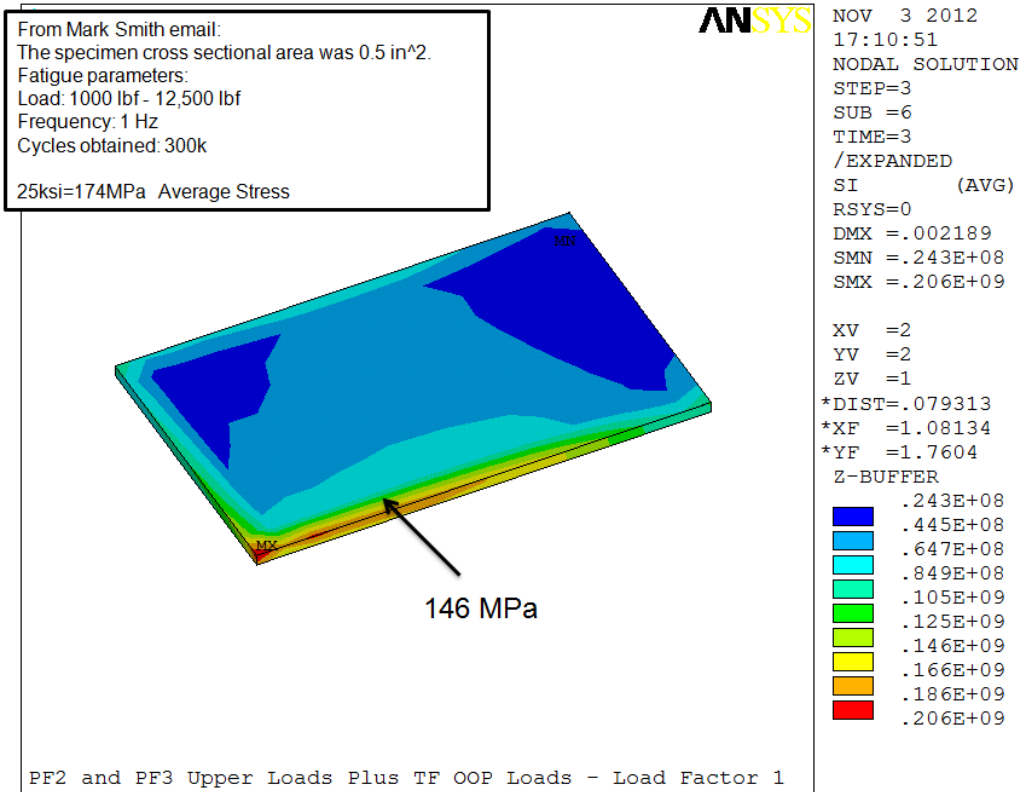 From Mark Smith email:
The specimen cross sectional area was 0.5 in^2.
Fatigue parameters:
Load: 1000 lbf - 12,500 lbf
Frequency: 1 Hz
Cycles obtained: 300k
25ksi=174MPa Average Stress
ANSYS
NOV 3 2012
17:10:51
NODAL SOLUTION
STEP=3
SUB =6
TIME=3
/EXPANDED
SI (AVG)
RSYS=0
DMX =.002189
SMN =.243E+08
SMX =.206E+09
XV =2
YV =2
ZV =1
*DIST=.079313
*XF =1.08134
*YF =1.7604
Z-BUFFER
.243E+08
.445E+08
.647E+08
.849E+08
.105E+09
.125E+09
.146E+09
.166E+09
.186E+09
.206E+09
MN
MX
146 MPa
PF2 and PF3 Upper Loads Plus TF OOP Loads - Load Factor 1